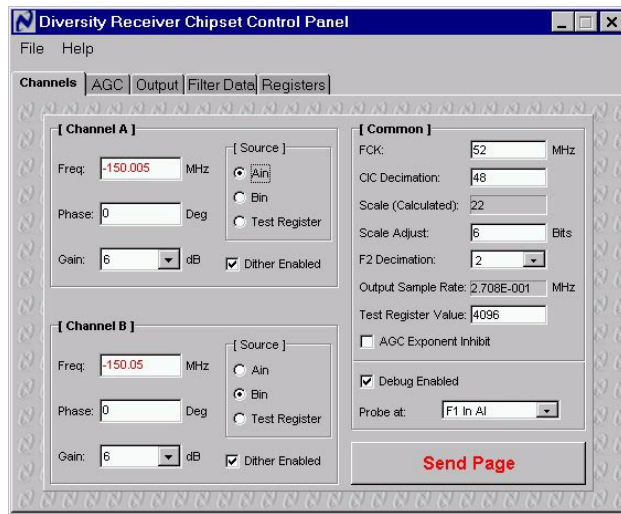 Diversity Receiver Chipset Control Panel
File Help
Channels AGC Output Filter Data Registers
[ Channel A ]
Freq: -150.005 MHz
Phase: 0 Deg
Gain: 6 dB
[ Source ]
Ain
Bin
Test Register
Dither Enabled
[ Channel B ]
Freq: -150.05 MHz
Phase: 0 Deg
Gain: 6 dB
[ Source ]
Ain
Bin
Test Register
Dither Enabled
[ Common ]
FCK: 52 MHz
CIC Decimation: 48
Scale (Calculated): 22
Scale Adjust: 6 Bits
F2 Decimation: 2
Output Sample Rate: 2.708E-001 MHz
Test Register Value: 4096
AGC Exponent Inhibit
Debug Enabled
Probe at: F1 In AI
Send Page